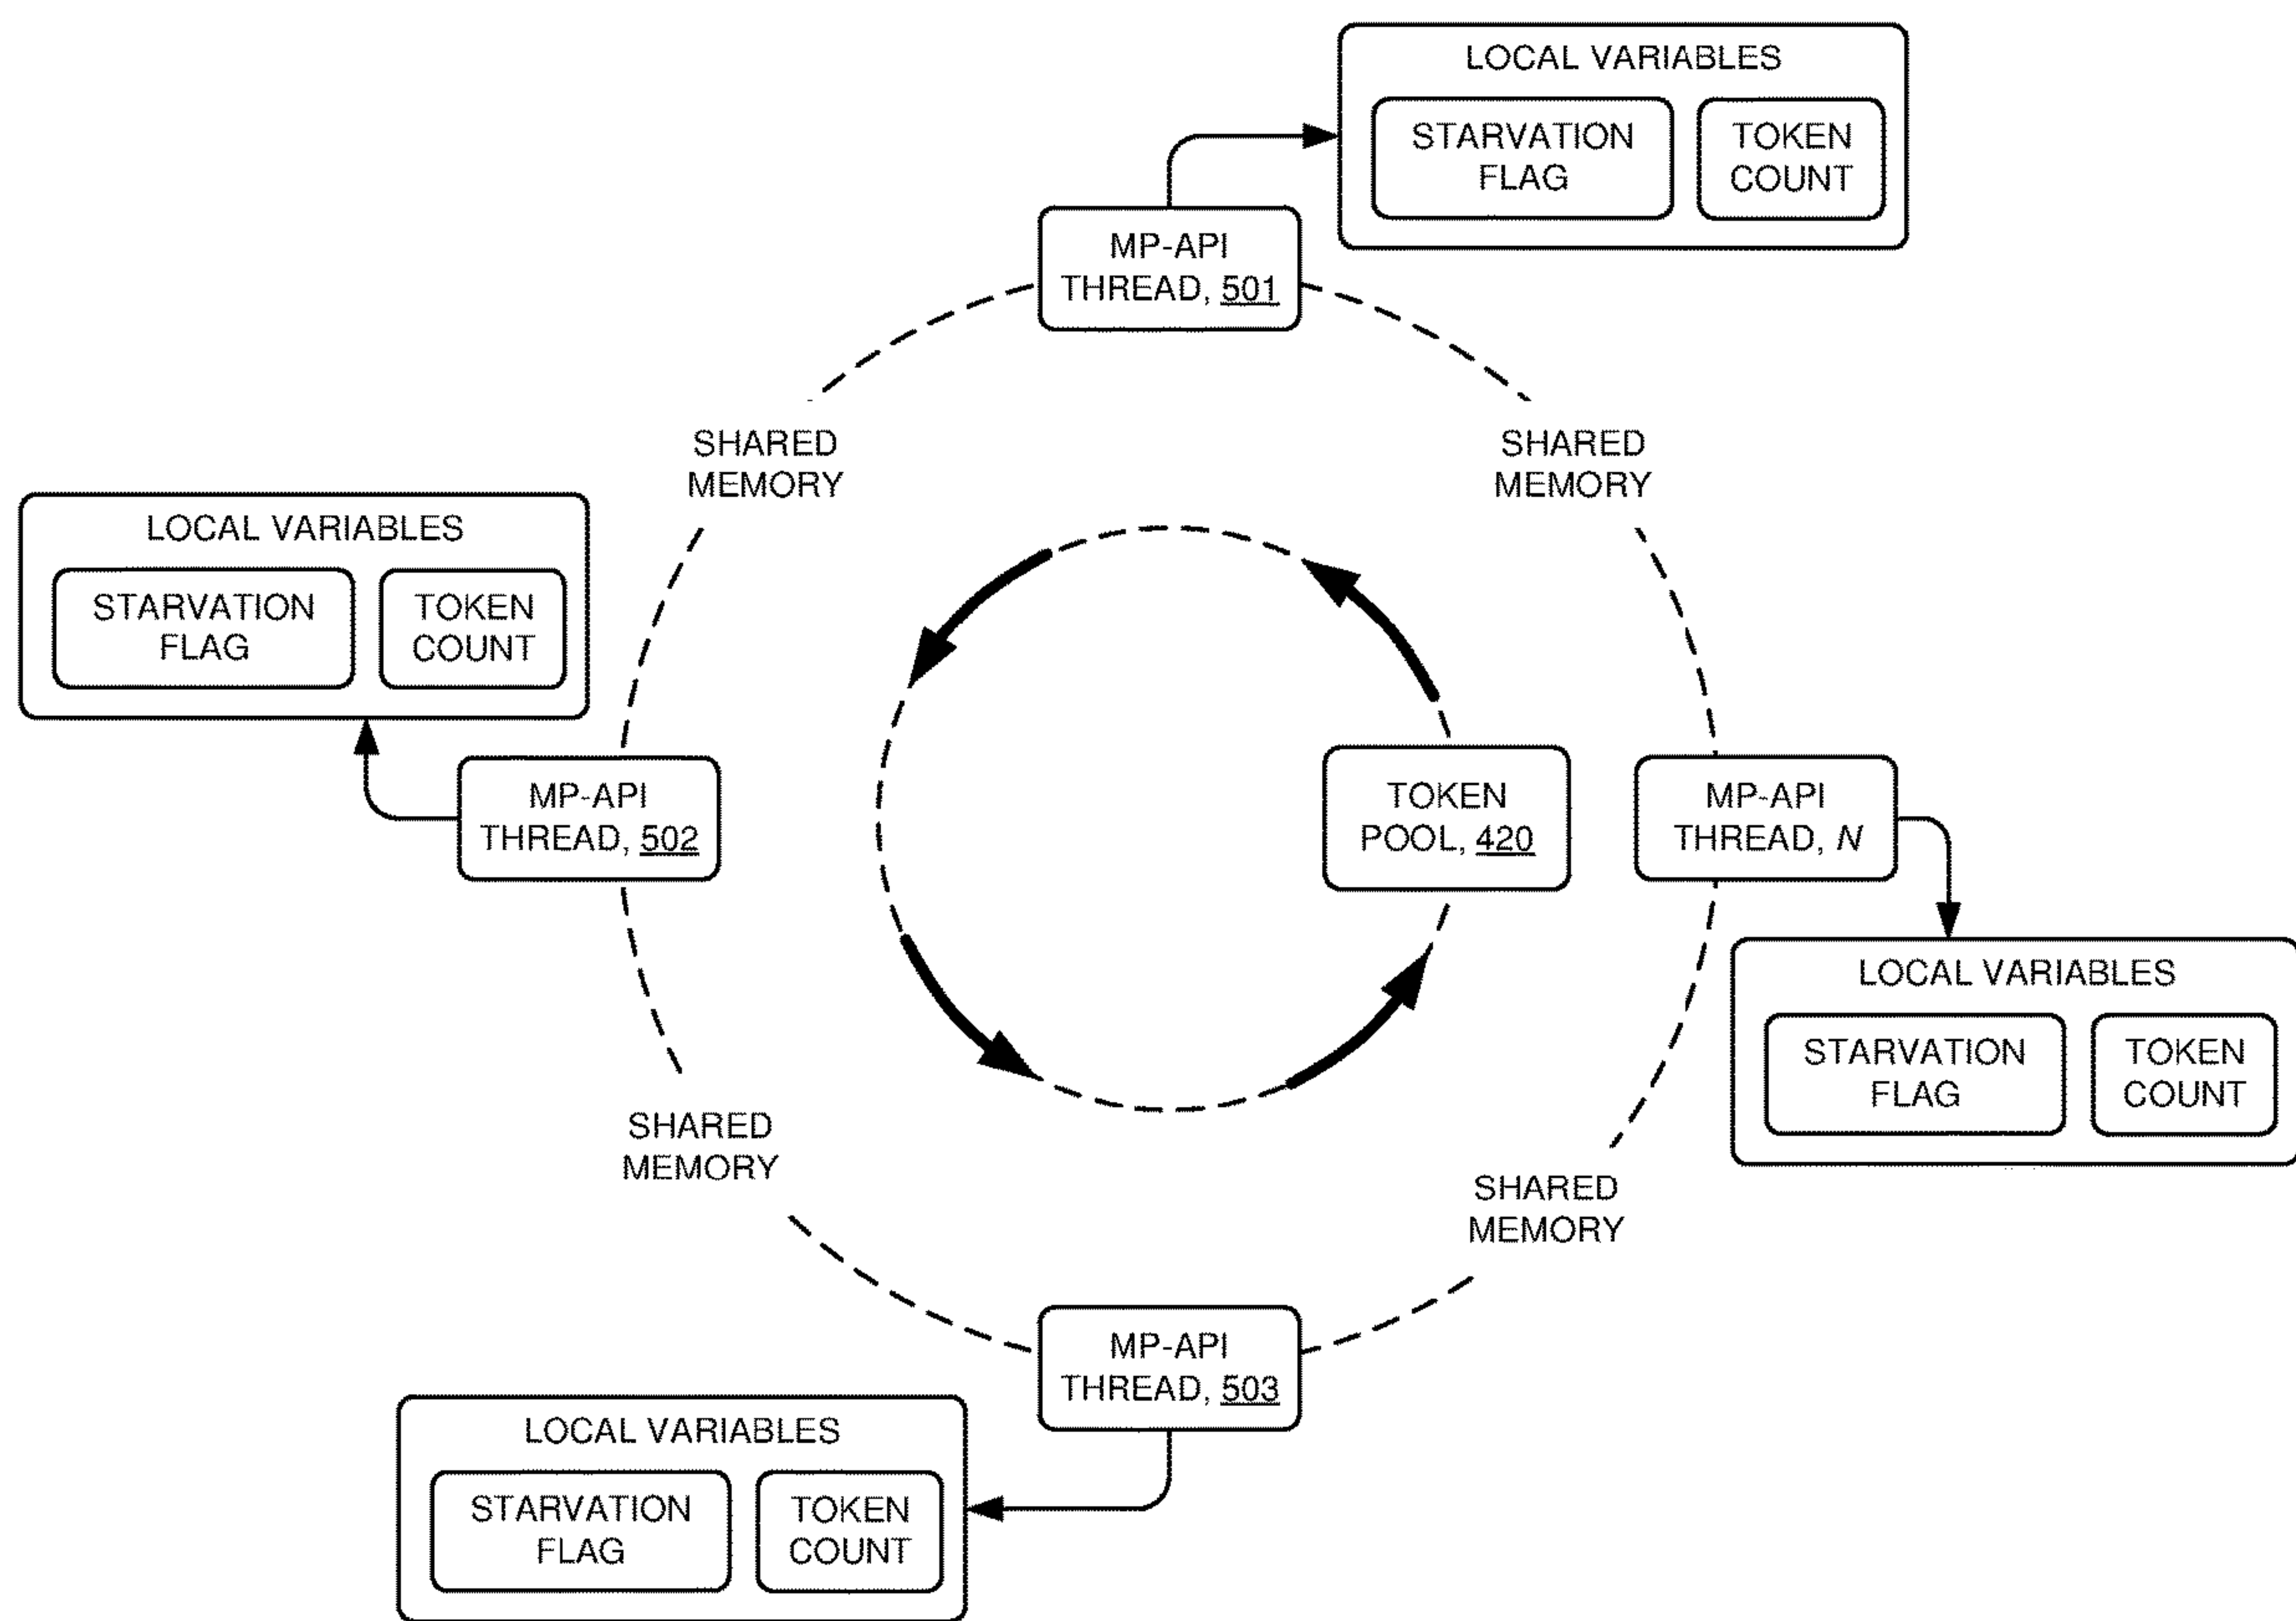 LOCAL VARIABLES
STARVATION
FLAG
TOKEN
COUNT
MP-API
THREAD, 501
SHARED
MEMORY
SHARED
MEMORY
LOCAL VARIABLES
STARVATION
FLAG
TOKEN
COUNT
MP-API
THREAD, 502
TOKEN
POOL, 420
MP-API
THREAD, N
LOCAL VARIABLES
STARVATION
FLAG
TOKEN
COUNT
SHARED
MEMORY
SHARED
MEMORY
MP-API
THREAD, 503
LOCAL VARIABLES
STARVATION
FLAG
TOKEN
COUNT